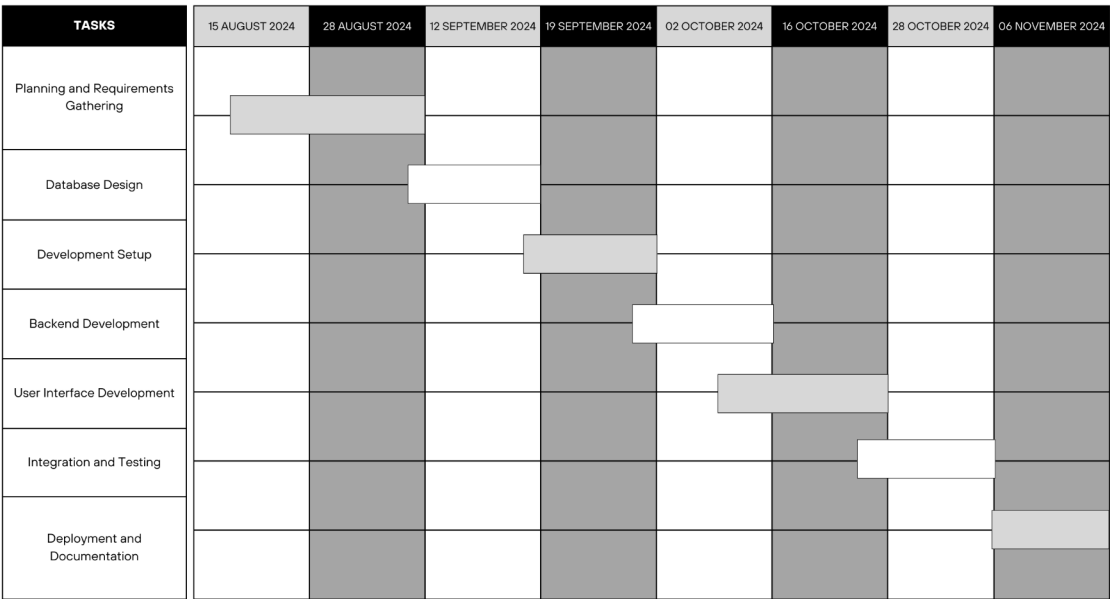 TASKS
15 AUGUST 2024
28 AUGUST 2024
12 SEPTEMBER 2024
19 SEPTEMBER 2024
02 OCTOBER 2024
16 OCTOBER 2024
28 OCTOBER 2024
06 NOVEMBER 2024
Planning and Requirements
Gathering
Database Design
Development Setup
Backend Development
User Interface Development
Integration and Testing
Deployment and
Documentation